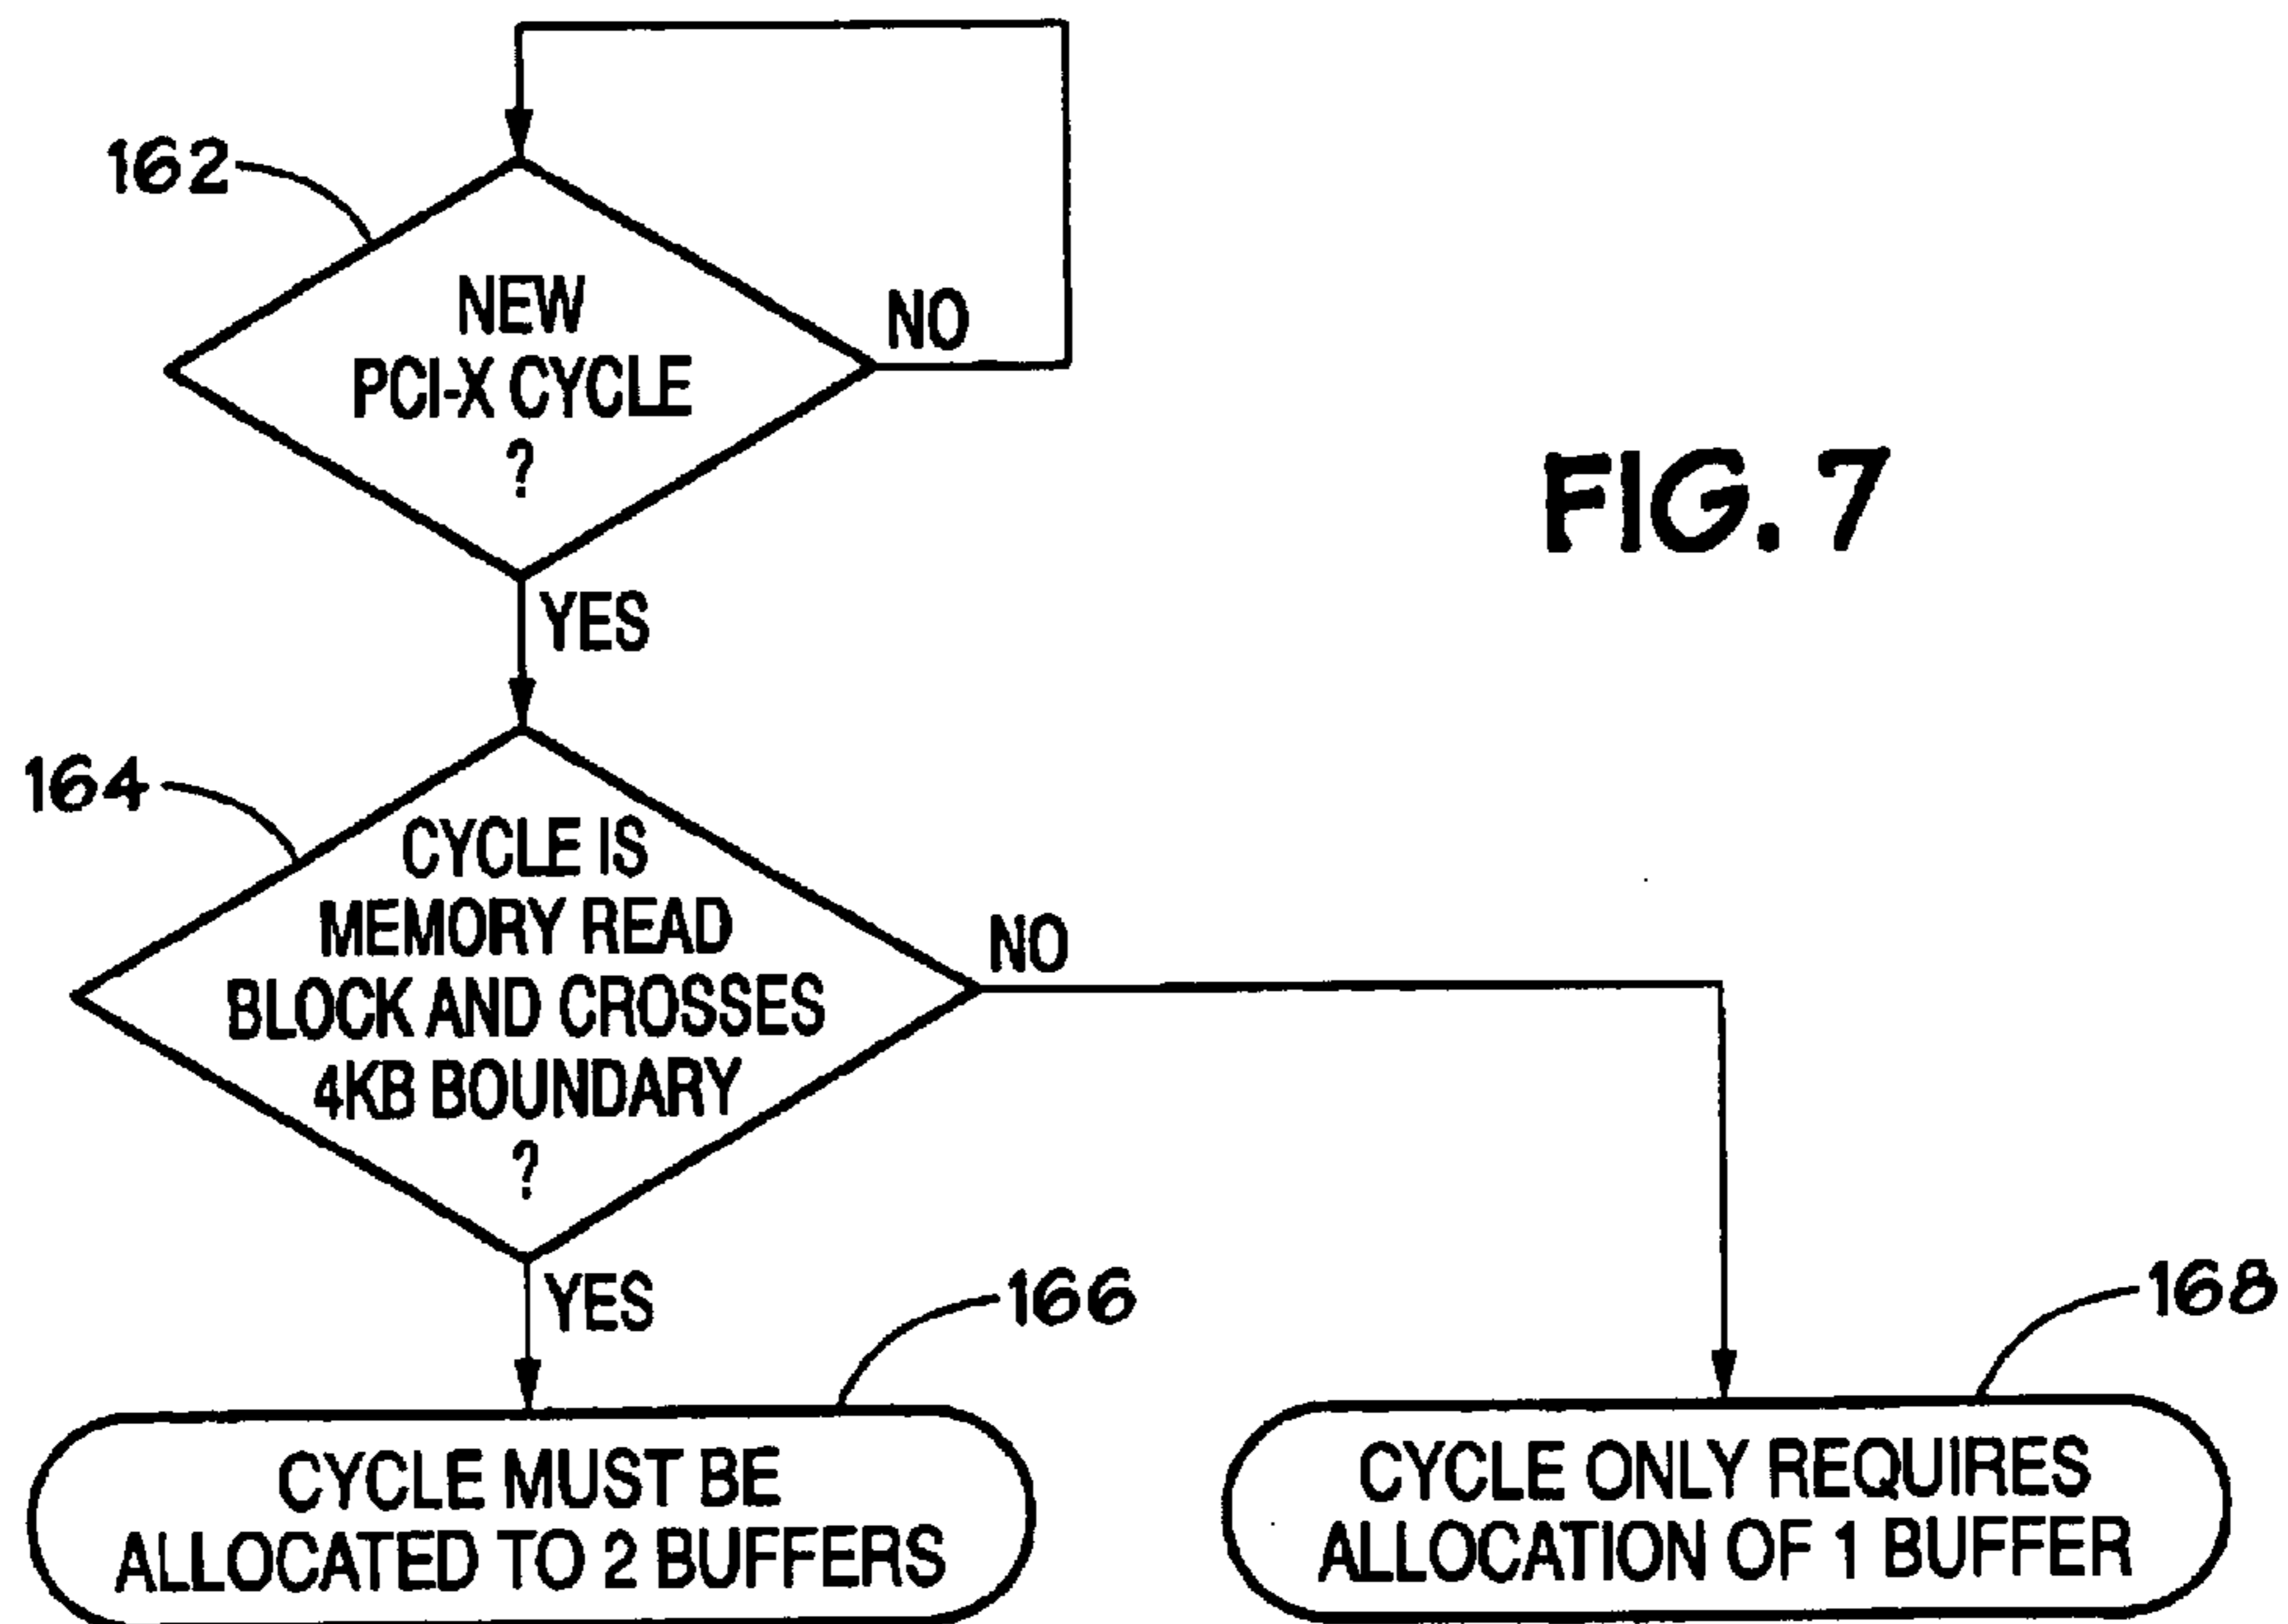 162
NEW
PCI-X CYCLE
?
NO
FIG. 7
YES
164
CYCLE IS
MEMORY READ
BLOCK AND CROSSES
4KB BOUNDARY
?
NO
YES
166
168
CYCLE MUST BE
ALLOCATED TO 2 BUFFERS
CYCLE ONLY REQUIRES
ALLOCATION OF 1 BUFFER